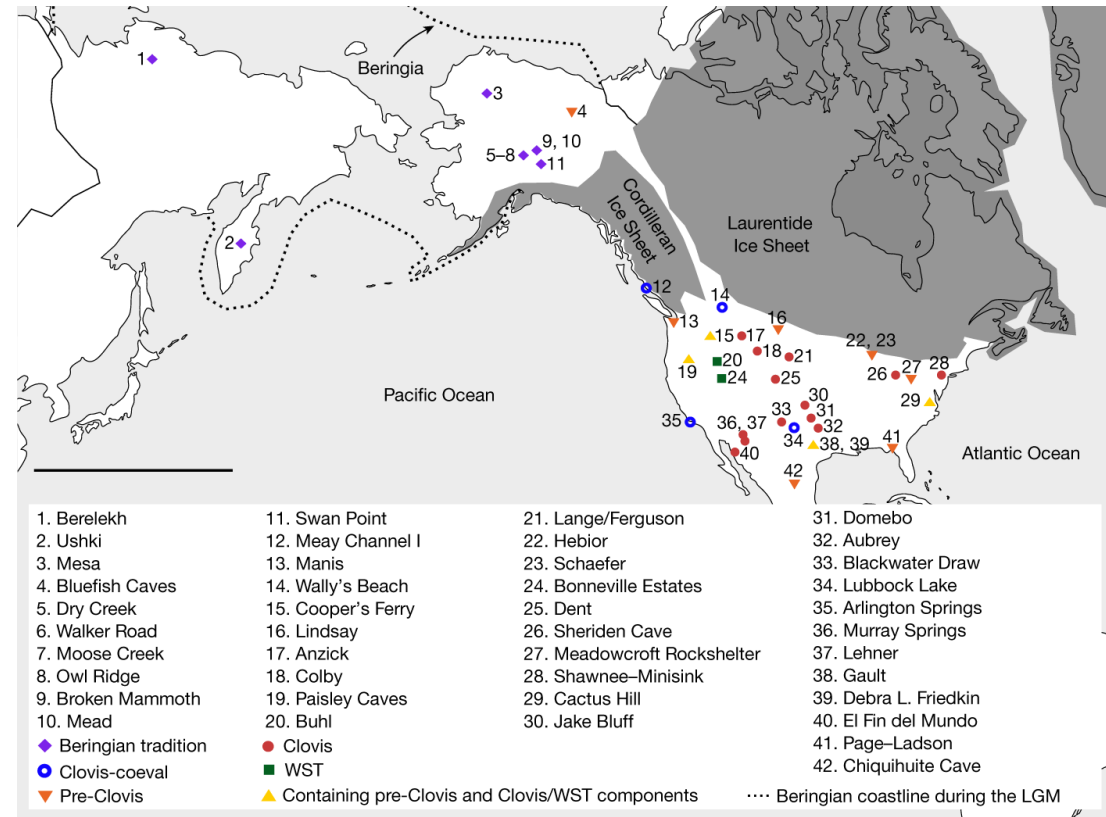 Beringia
1
3
4
9, 10
5–8
11
2
Cordilleran
Ice Sheet
Laurentide
Ice Sheet
12
14
13
16
15
17
22, 23
18
21
20
19
24
25
26
27
28
29
30
Pacific Ocean
35
36, 37
33
31
32
34
38, 39
41
40
42
Atlantic Ocean
1. Berelekh
2. Ushki
3. Mesa
4. Bluefish Caves
5. Dry Creek
6. Walker Road
7. Moose Creek
8. Owl Ridge
9. Broken Mammoth
10. Mead
11. Swan Point
12. Meay Channel I
13. Manis
14. Wally's Beach
15. Cooper's Ferry
16. Lindsay
17. Anzick
18. Colby
19. Paisley Caves
20. Buhl
21. Lange/Ferguson
22. Hebior
23. Schaefer
24. Bonneville Estates
25. Dent
26. Sheriden Cave
27. Meadowcroft Rockshelter
28. Shawnee–Minisink
29. Cactus Hill
30. Jake Bluff
31. Domebo
32. Aubrey
33. Blackwater Draw
34. Lubbock Lake
35. Arlington Springs
36. Murray Springs
37. Lehner
38. Gault
39. Debra L. Friedkin
40. El Fin del Mundo
41. Page–Ladson
42. Chiquihuite Cave
Beringian tradition
Clovis-coeval
Pre-Clovis
Clovis
WST
Containing pre-Clovis and Clovis/WST components
Beringian coastline during the LGM